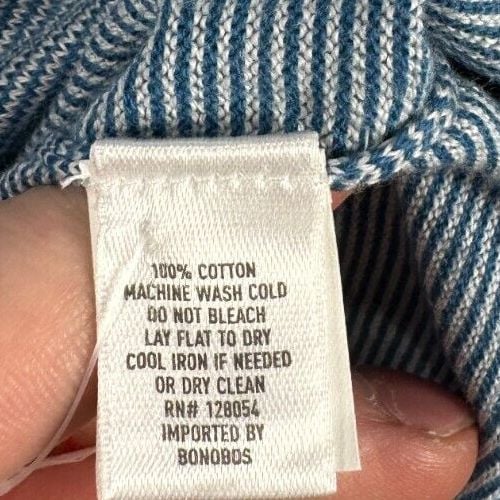 100% COTTON
MACHINE WASH COLD
DO NOT BLEACH
LAY FLAT TO DRY
COOL IRON IF NEEDED
OR DRY CLEAN
RN# 128054
IMPORTED BY
BONOBOS